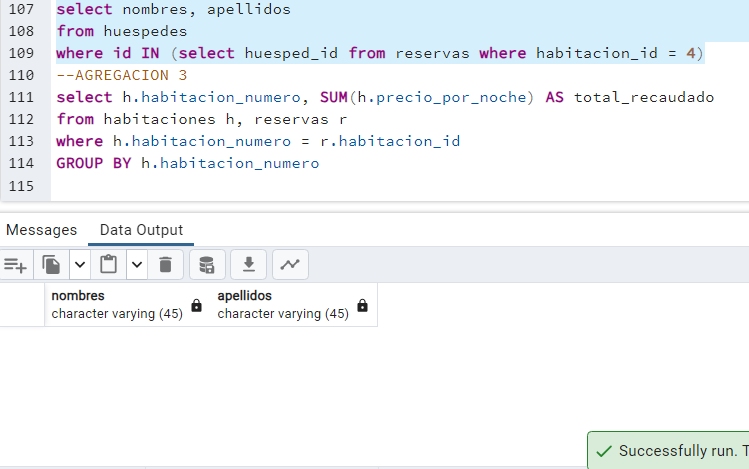 107 select nombres, apellidos
108 from huespedes
109 where id IN (select huesped_id from reservas where habitacion_id = 4)
110 --AGREGACION 3
111 select h.habitacion_numero, SUM(h.precio_por_noche) AS total_recaudado
112 from habitaciones h, reservas r
113 where h.habitacion_numero = r.habitacion_id
114 GROUP BY h.habitacion_numero
115
Messages Data Output
nombres apellidos
character varying (45) character varying (45)
Successfully run. T